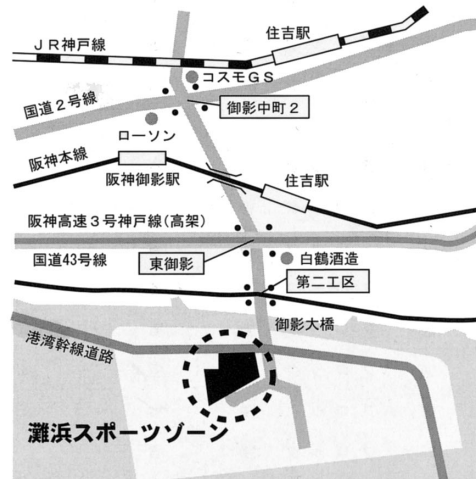 住吉駅
JR神戸線
コスモGS
国道2号線
御影中町2
ローソン
阪神本線
阪神御影駅
住吉駅
阪神高速3号神戸線(高架)
国道43号線
東御影
白鶴酒造
第二工区
御影大橋
港湾幹線道路
灘浜スポーツゾーン